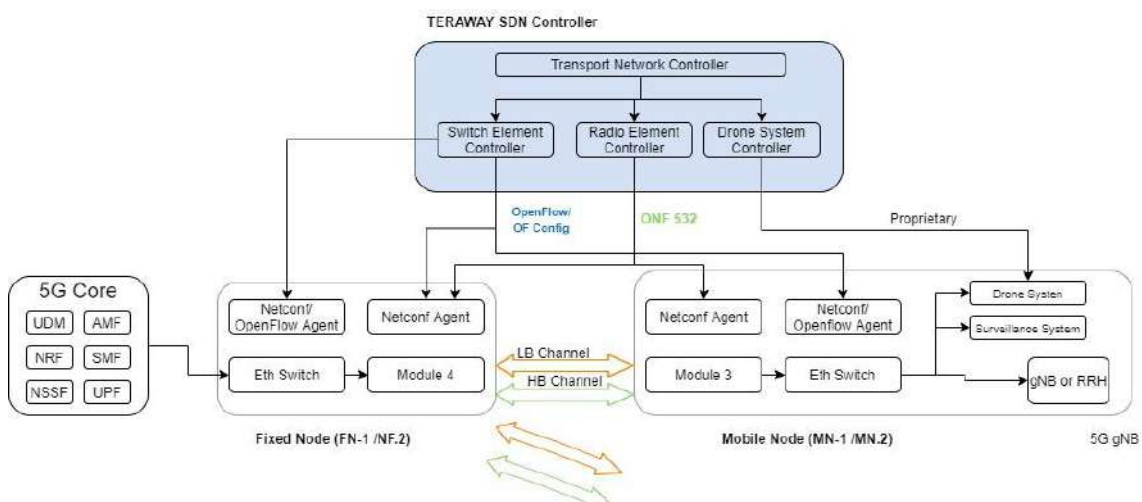 TERAWAY SDN Controller
Transport Network Controller
Switch Element
Controller
Radio Element
Controller
Drone System
Controller
OpenFlow/
OF Config
ONF 532
Proprietary
5G Core
UDM
AMF
NRF
SMF
NSSF
UPF
Netconf/
OpenFlow Agent
Netconf Agent
Eth Switch
Module 4
LB Channel
HB Channel
Netconf Agent
Netconf/
Openflow Agent
Module 3
Eth Switch
Drone System
Surveillance System
gNB or RRH
Fixed Node (FN-1 /NF.2)
Mobile Node (MN-1 /MN.2)
5G gNB